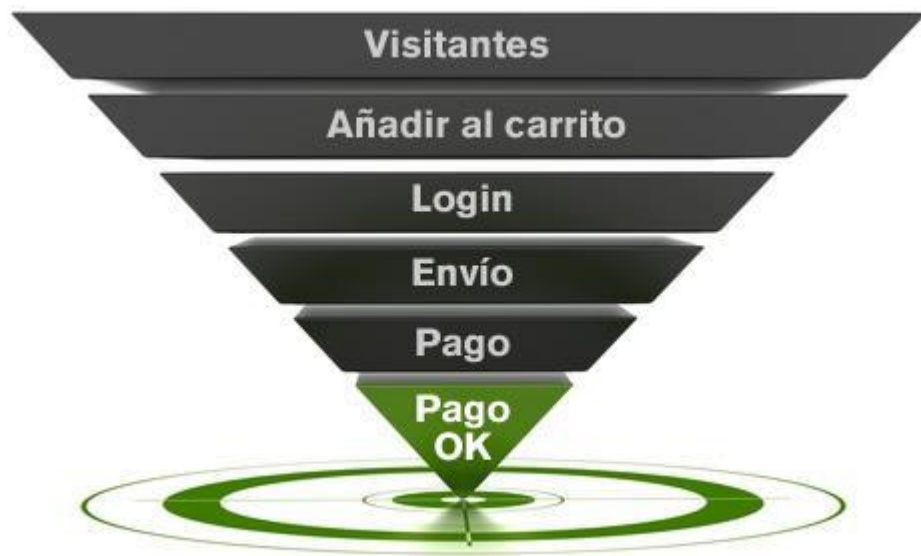 Visitantes
Añadir al carrito
Login
Envío
Pago
Pago
OK